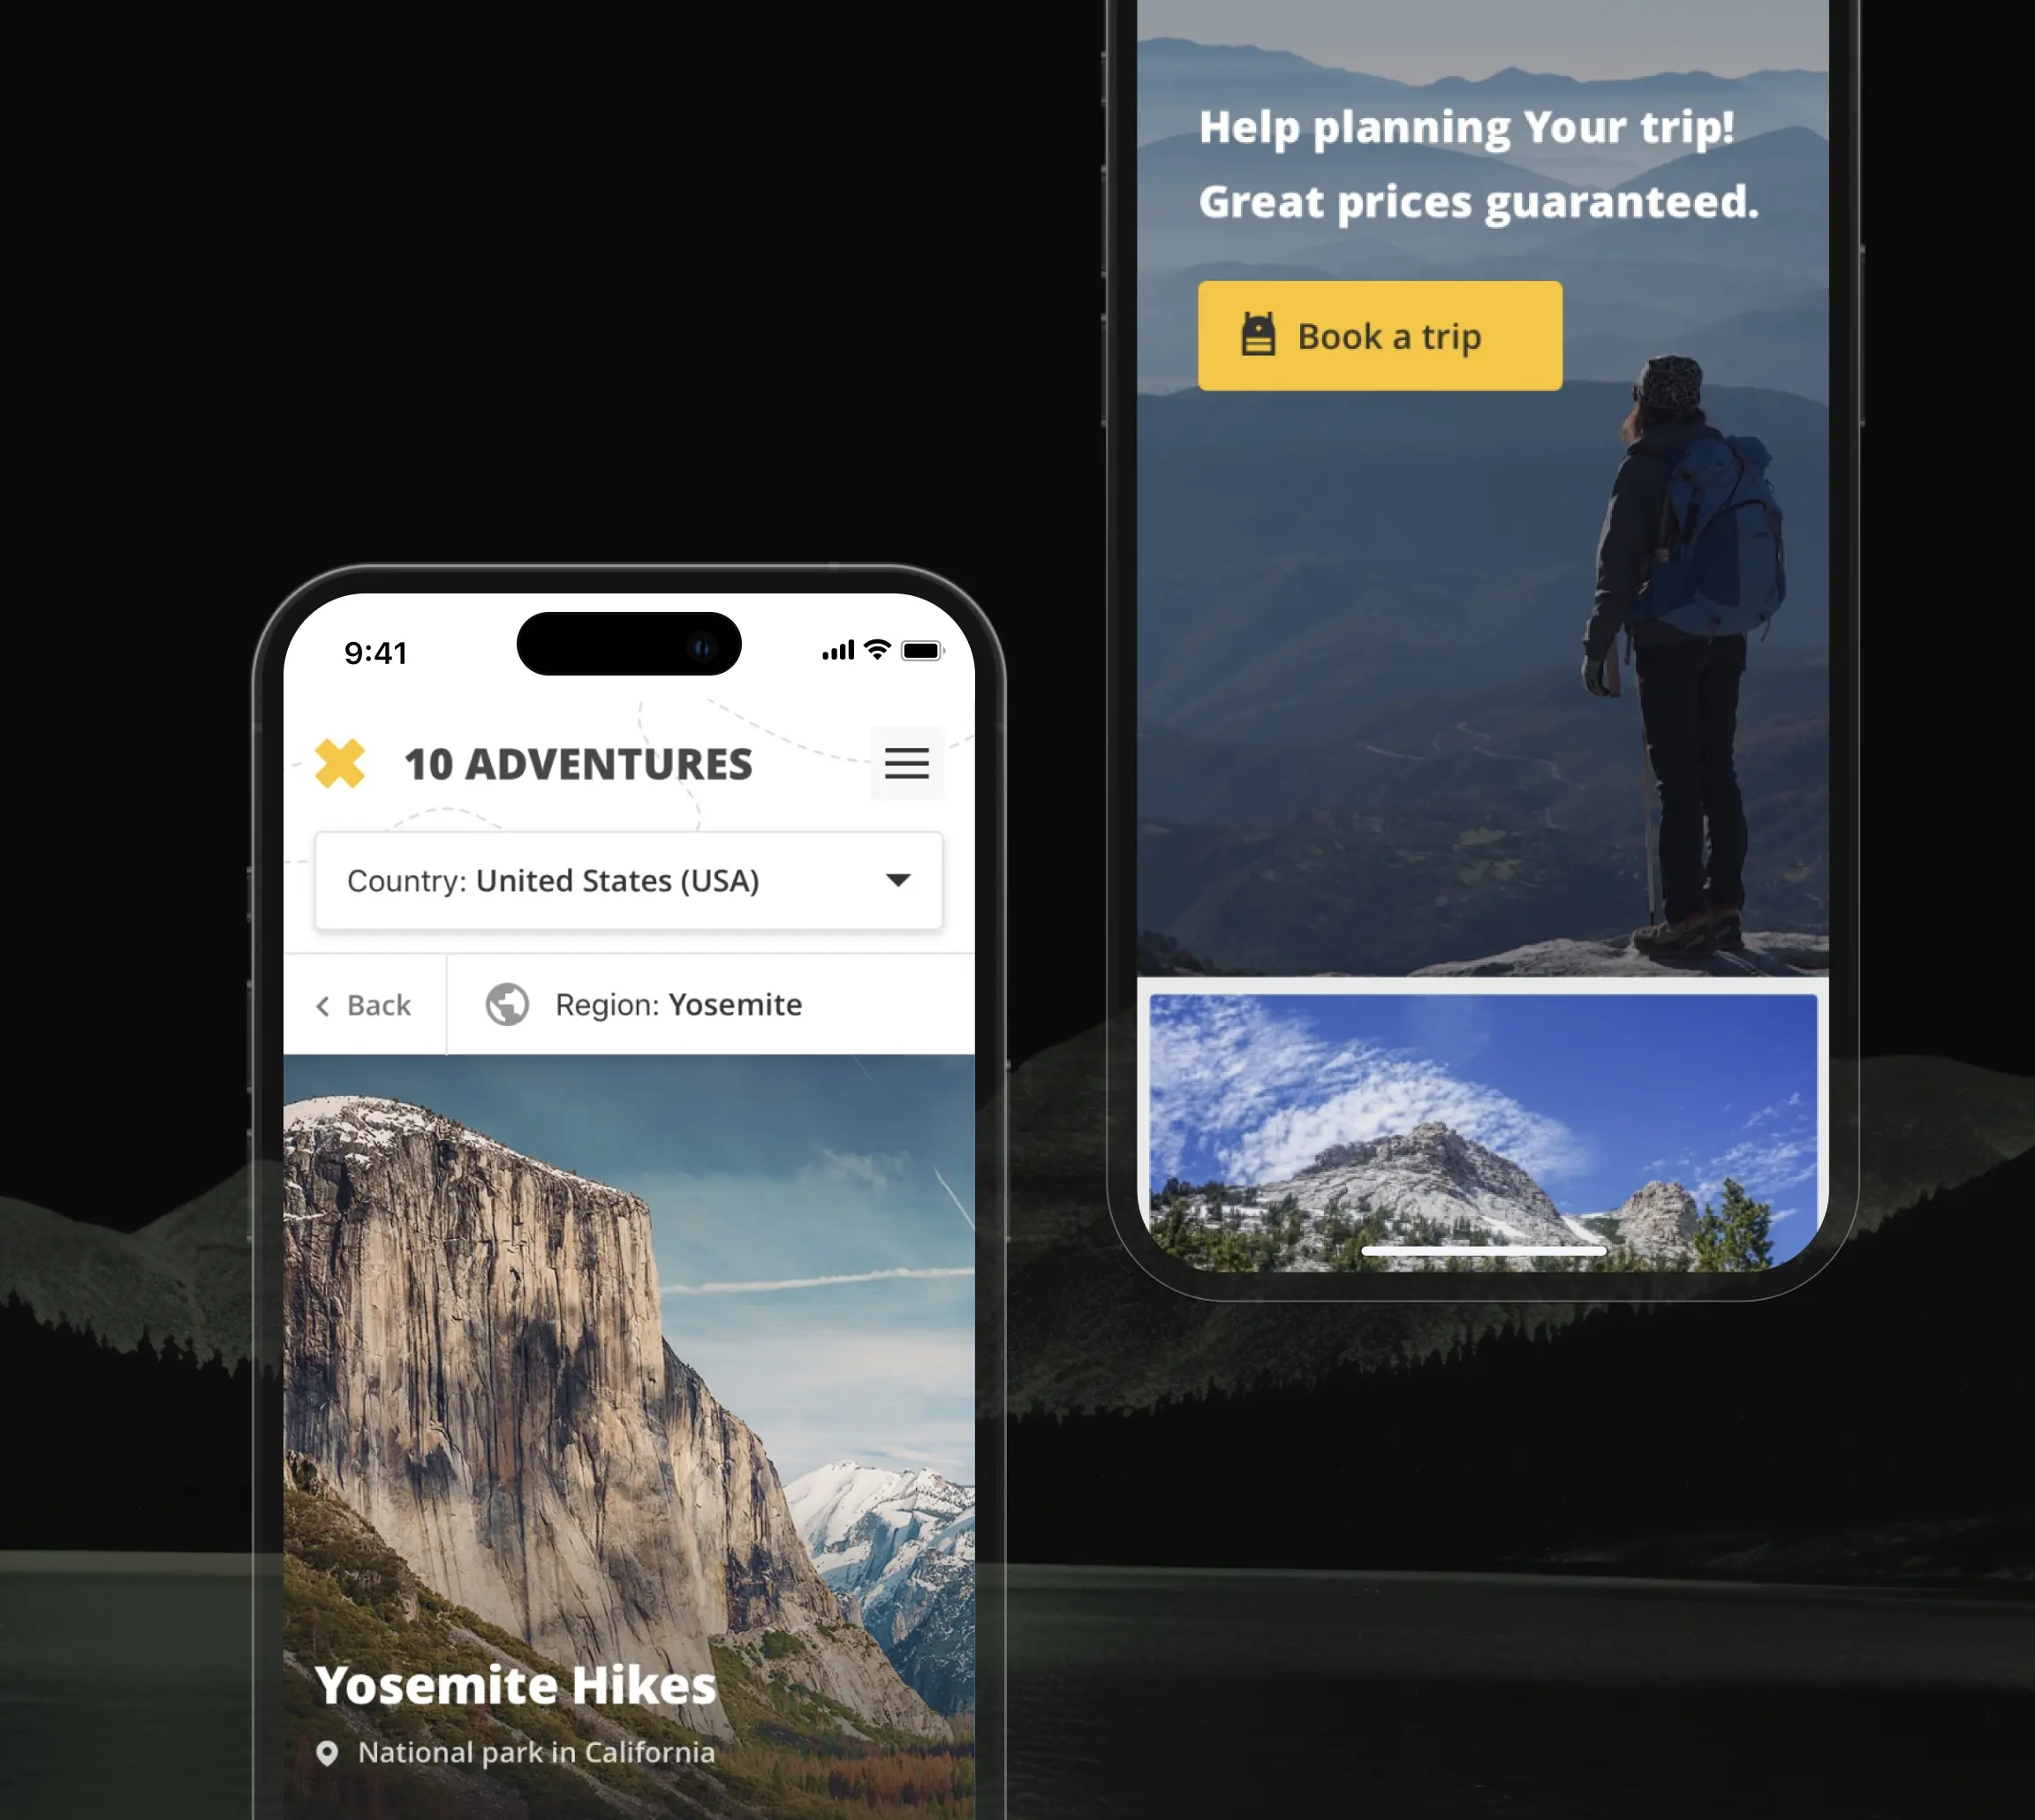 Help planning Your trip!
Great prices guaranteed.
Book a trip
9:41
10 ADVENTURES
Country: United States (USA)
Back
Region: Yosemite
Yosemite Hikes
National park in California